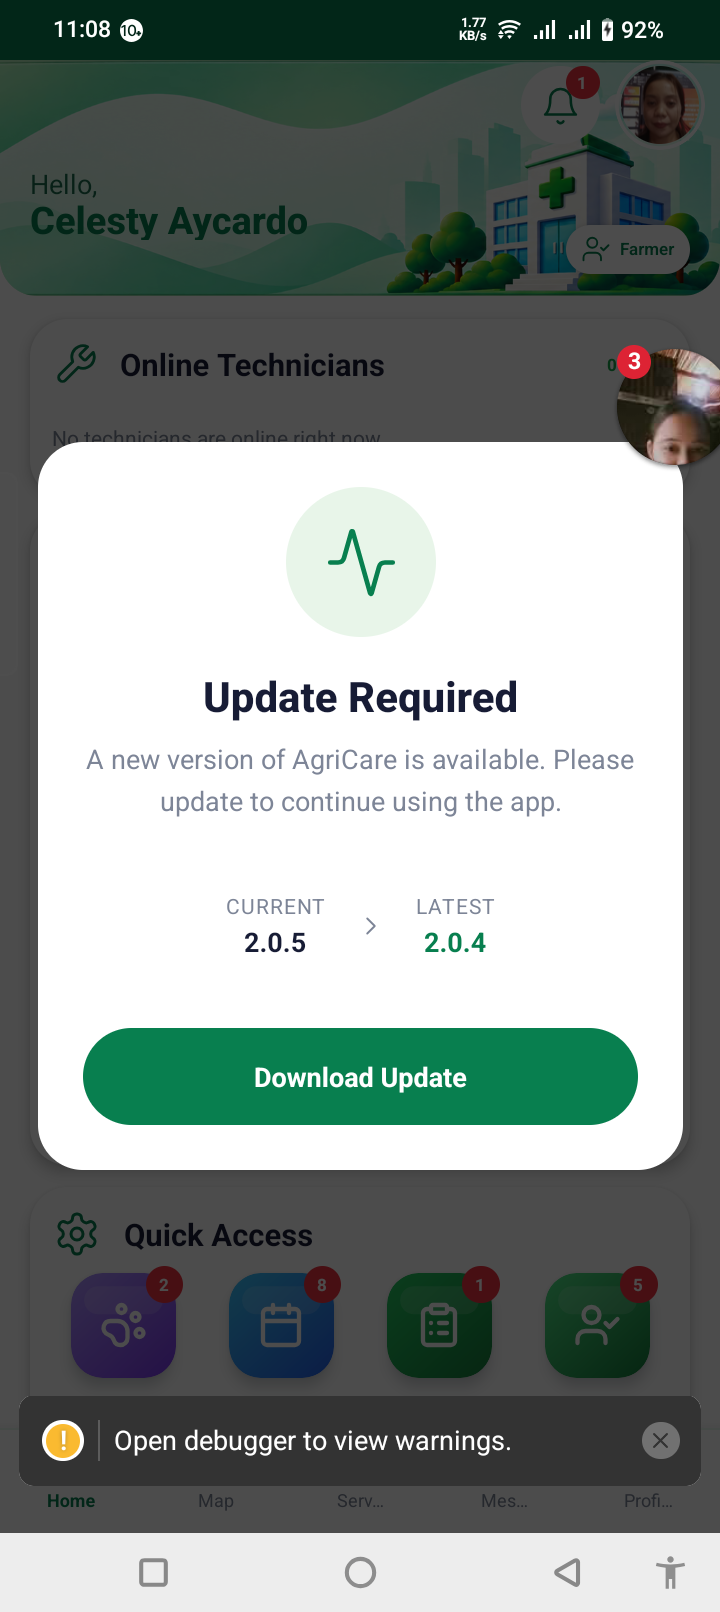 11:08
1.77
KB/s
92%
1
Hello,
Celesty Aycardo
Farmer
Online Technicians
0
3
No technicians are online right now
Update Required
A new version of AgriCare is available. Please
update to continue using the app.
CURRENT
LATEST
2.0.5
2.0.4
Download Update
Quick Access
2
8
1
5
Open debugger to view warnings.
Home
Map
Serv...
Mes...
Profi...